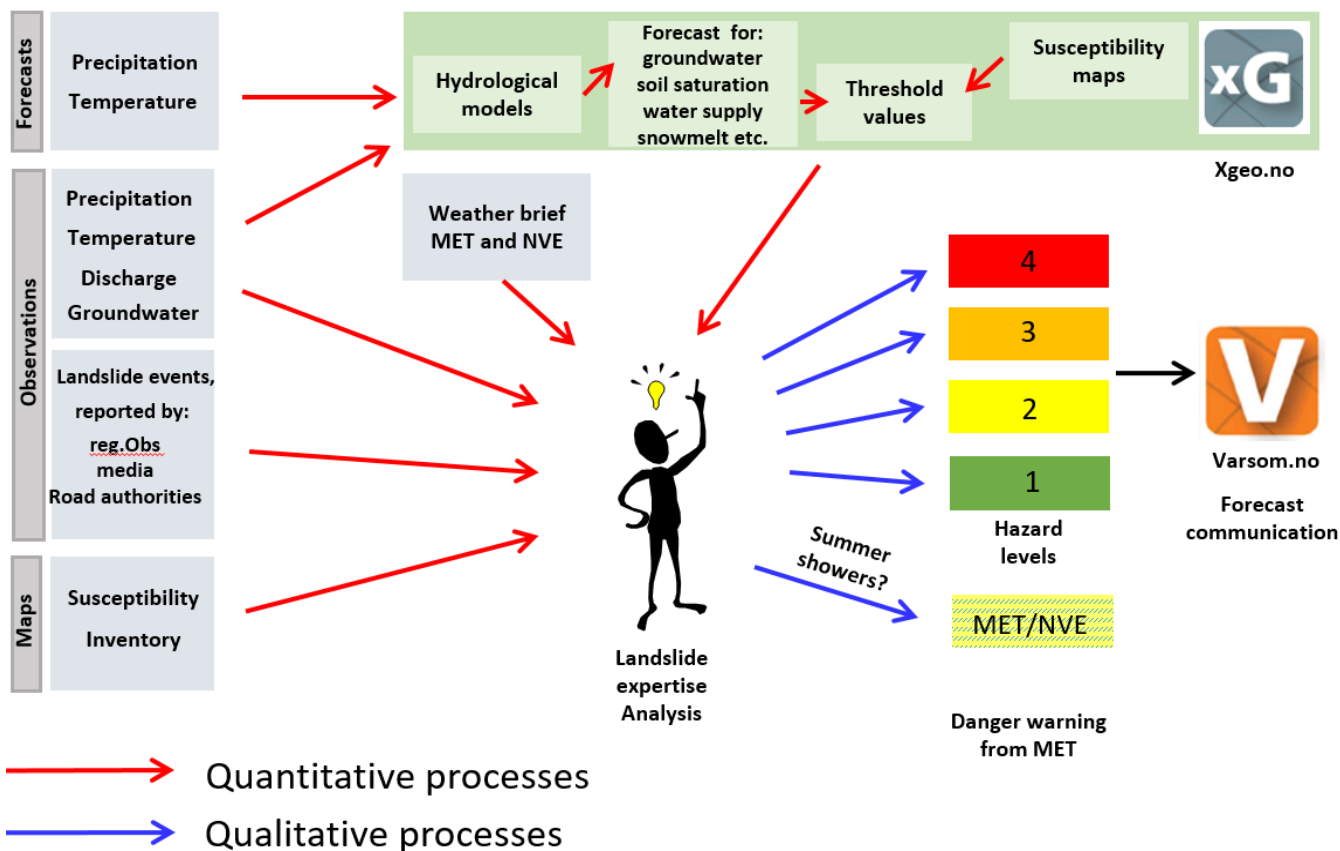 Forecasts
Precipitation
Temperature
Hydrological
models
Forecast for:
groundwater
soil saturation
water supply
snowmelt etc.
Threshold
values
Susceptibility
maps
xG
Xgeo.no
Observations
Precipitation
Temperature
Discharge
Groundwater
Landslide events,
reported by:
reg.Obs
media
Road authorities
Weather brief
MET and NVE
Maps
Susceptibility
Inventory
Landslide
expertise
Analysis
4
3
2
1
Hazard
levels
Summer
showers?
MET/NVE
Danger warning
from MET
V
Varsom.no
Forecast
communication
Quantitative processes
Qualitative processes